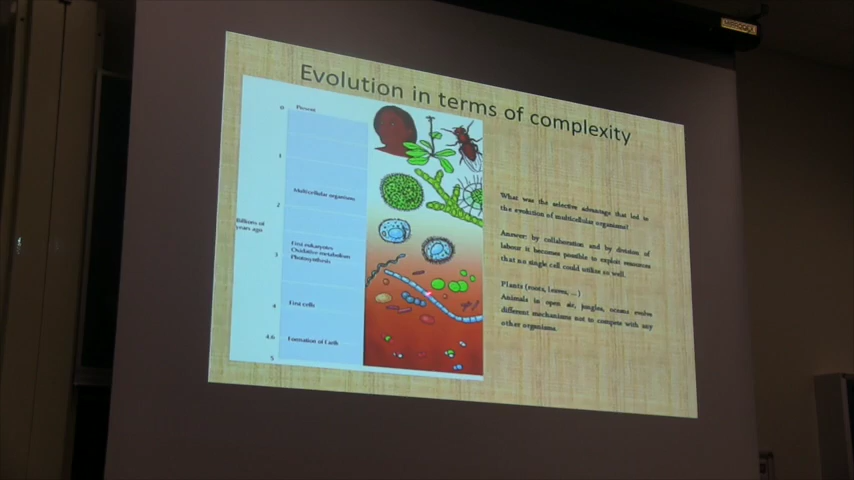 Evolution in terms of complexity
0 Present
1
Multicellular organisms
2
Billions of
years ago
First eukaryotes
Oxidative metabolism
Photosynthesis
3
First cells
4
4.6 Formation of Earth
5
What was the selective advantage that led to
the evolution of multicellular organisms?
Answer: by collaboration and by division of
labour it becomes possible to exploit resources
that no single cell could utilize so well.
Plants (roots, leaves, ...)
Animals in open air, jungles, oceans evolve
different mechanisms not to compete with any
other organisms.